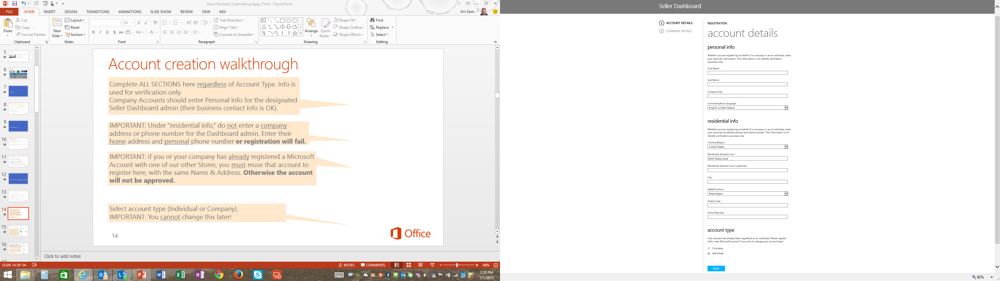 Store Module3_Submitting Apps_Final - PowerPoint
FILE HOME INSERT DESIGN TRANSITIONS ANIMATIONS SLIDE SHOW REVIEW VIEW MIX
Jim Epes
Paste
Cut
Copy
Format Painter
Clipboard
New Slide
Layout
Reset
Section
Slides
24
Font
Text Direction
Align Text
Convert to SmartArt
Paragraph
Arrange
Quick Styles
Shape Fill
Shape Outline
Shape Effects
Drawing
Find
Replace
Select
Editing
5
6
7
8
9
10
11
12
13
14
15
16
17
Account creation walkthrough
Complete ALL SECTIONS here regardless of Account Type. Info is
used for verification only.
Company Accounts should enter Personal Info for the designated
Seller Dashboard admin (their business contact info is OK).
IMPORTANT: Under “residential info,” do not enter a company
address or phone number for the Dashboard admin. Enter their
home address and personal phone number or registration will fail.
IMPORTANT: if you or your company has already registered a Microsoft
Account with one of our other Stores, you must reuse that account to
register here, with the same Name & Address. Otherwise the account
will not be approved.
Select account type (Individual or Company).
IMPORTANT: You cannot change this later!
14
Office
Click to add notes
SLIDE 14 OF 54
NOTES COMMENTS 88%
7:28 PM
1/1/2015
Seller Dashboard
1 ACCOUNT DETAILS
2 COMPANY DETAILS
REGISTRATION
account details
personal info
Whether you are registering on behalf of a company or as an individual, enter
your personal information. This information is for identity verification
purposes only.
First Name :
Last Name :
Contact Email :
Communication Language :
English (United States)
residential info
Whether you are registering on behalf of a company or as an individual, enter
your personal residential address and phone number. This information is for
identity verification purposes only.
Country/Region :
United States
Residential Address Line 1
5432 Shady Lane
Residential Address Line 2 (optional)
City :
State/Province :
Washington
Postal Code :
Phone Number :
account type
Your account has already been registered as an individual. Please register
with a new Microsoft account if you wish to change your account type.
Company
Individual
NEXT
60%